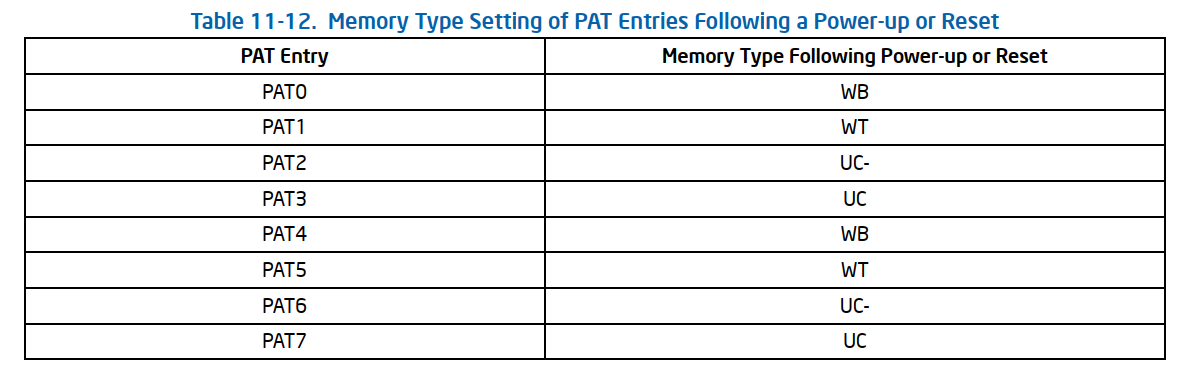 Table 11-12. Memory Type Setting of PAT Entries Following a Power-up or Reset
PAT Entry Memory Type Following Power-up or Reset
PAT0 WB
PAT1 WT
PAT2 UC-
PAT3 UC
PAT4 WB
PAT5 WT
PAT6 UC-
PAT7 UC